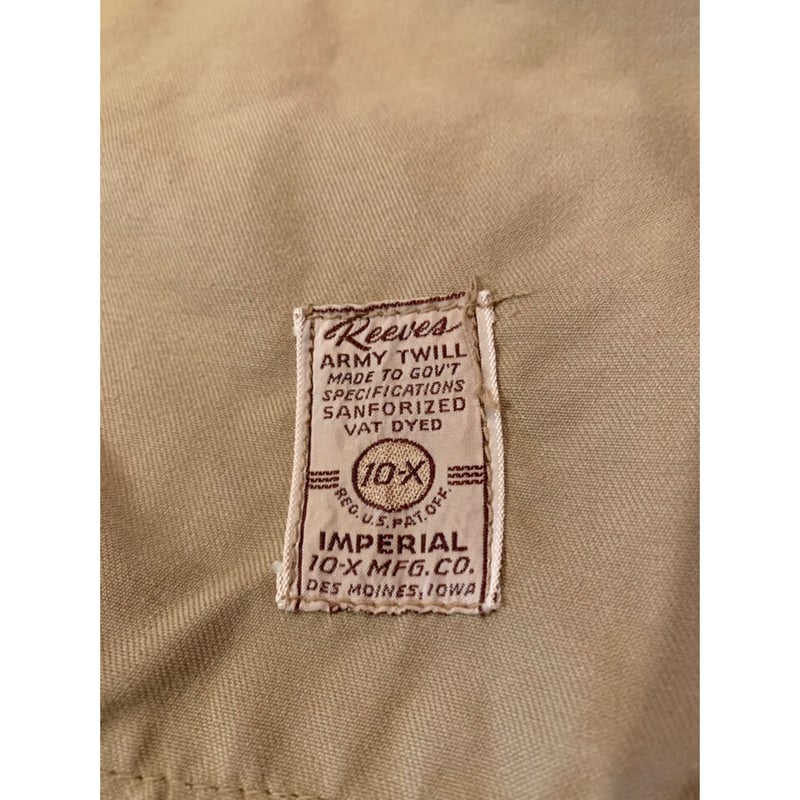 Reeves
ARMY TWILL
MADE TO GOV'T
SPECIFICATIONS
SANFORIZED
VAT DYED
10-X
REG. U.S. PAT. OFF.
IMPERIAL
10-X MFG. CO.
DES MOINES, IOWA